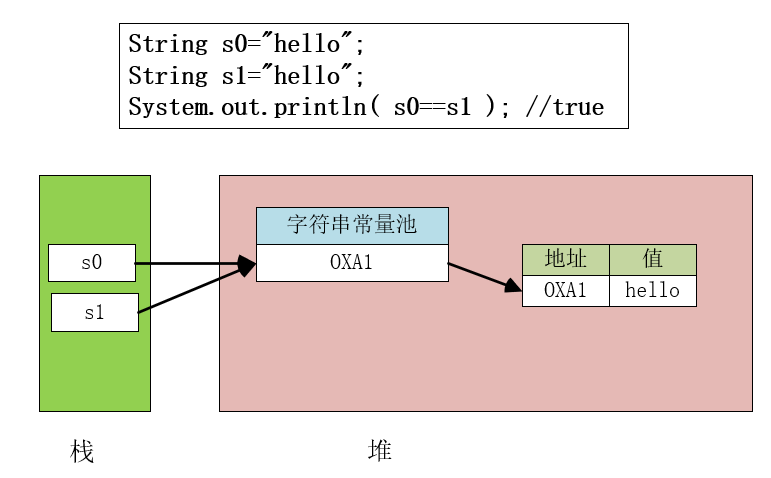 String s0="hello";
String s1="hello";
System.out.println( s0==s1 ); //true
字符串常量池
s0
OXA1
地址 值
s1
OXA1 hello
栈
堆